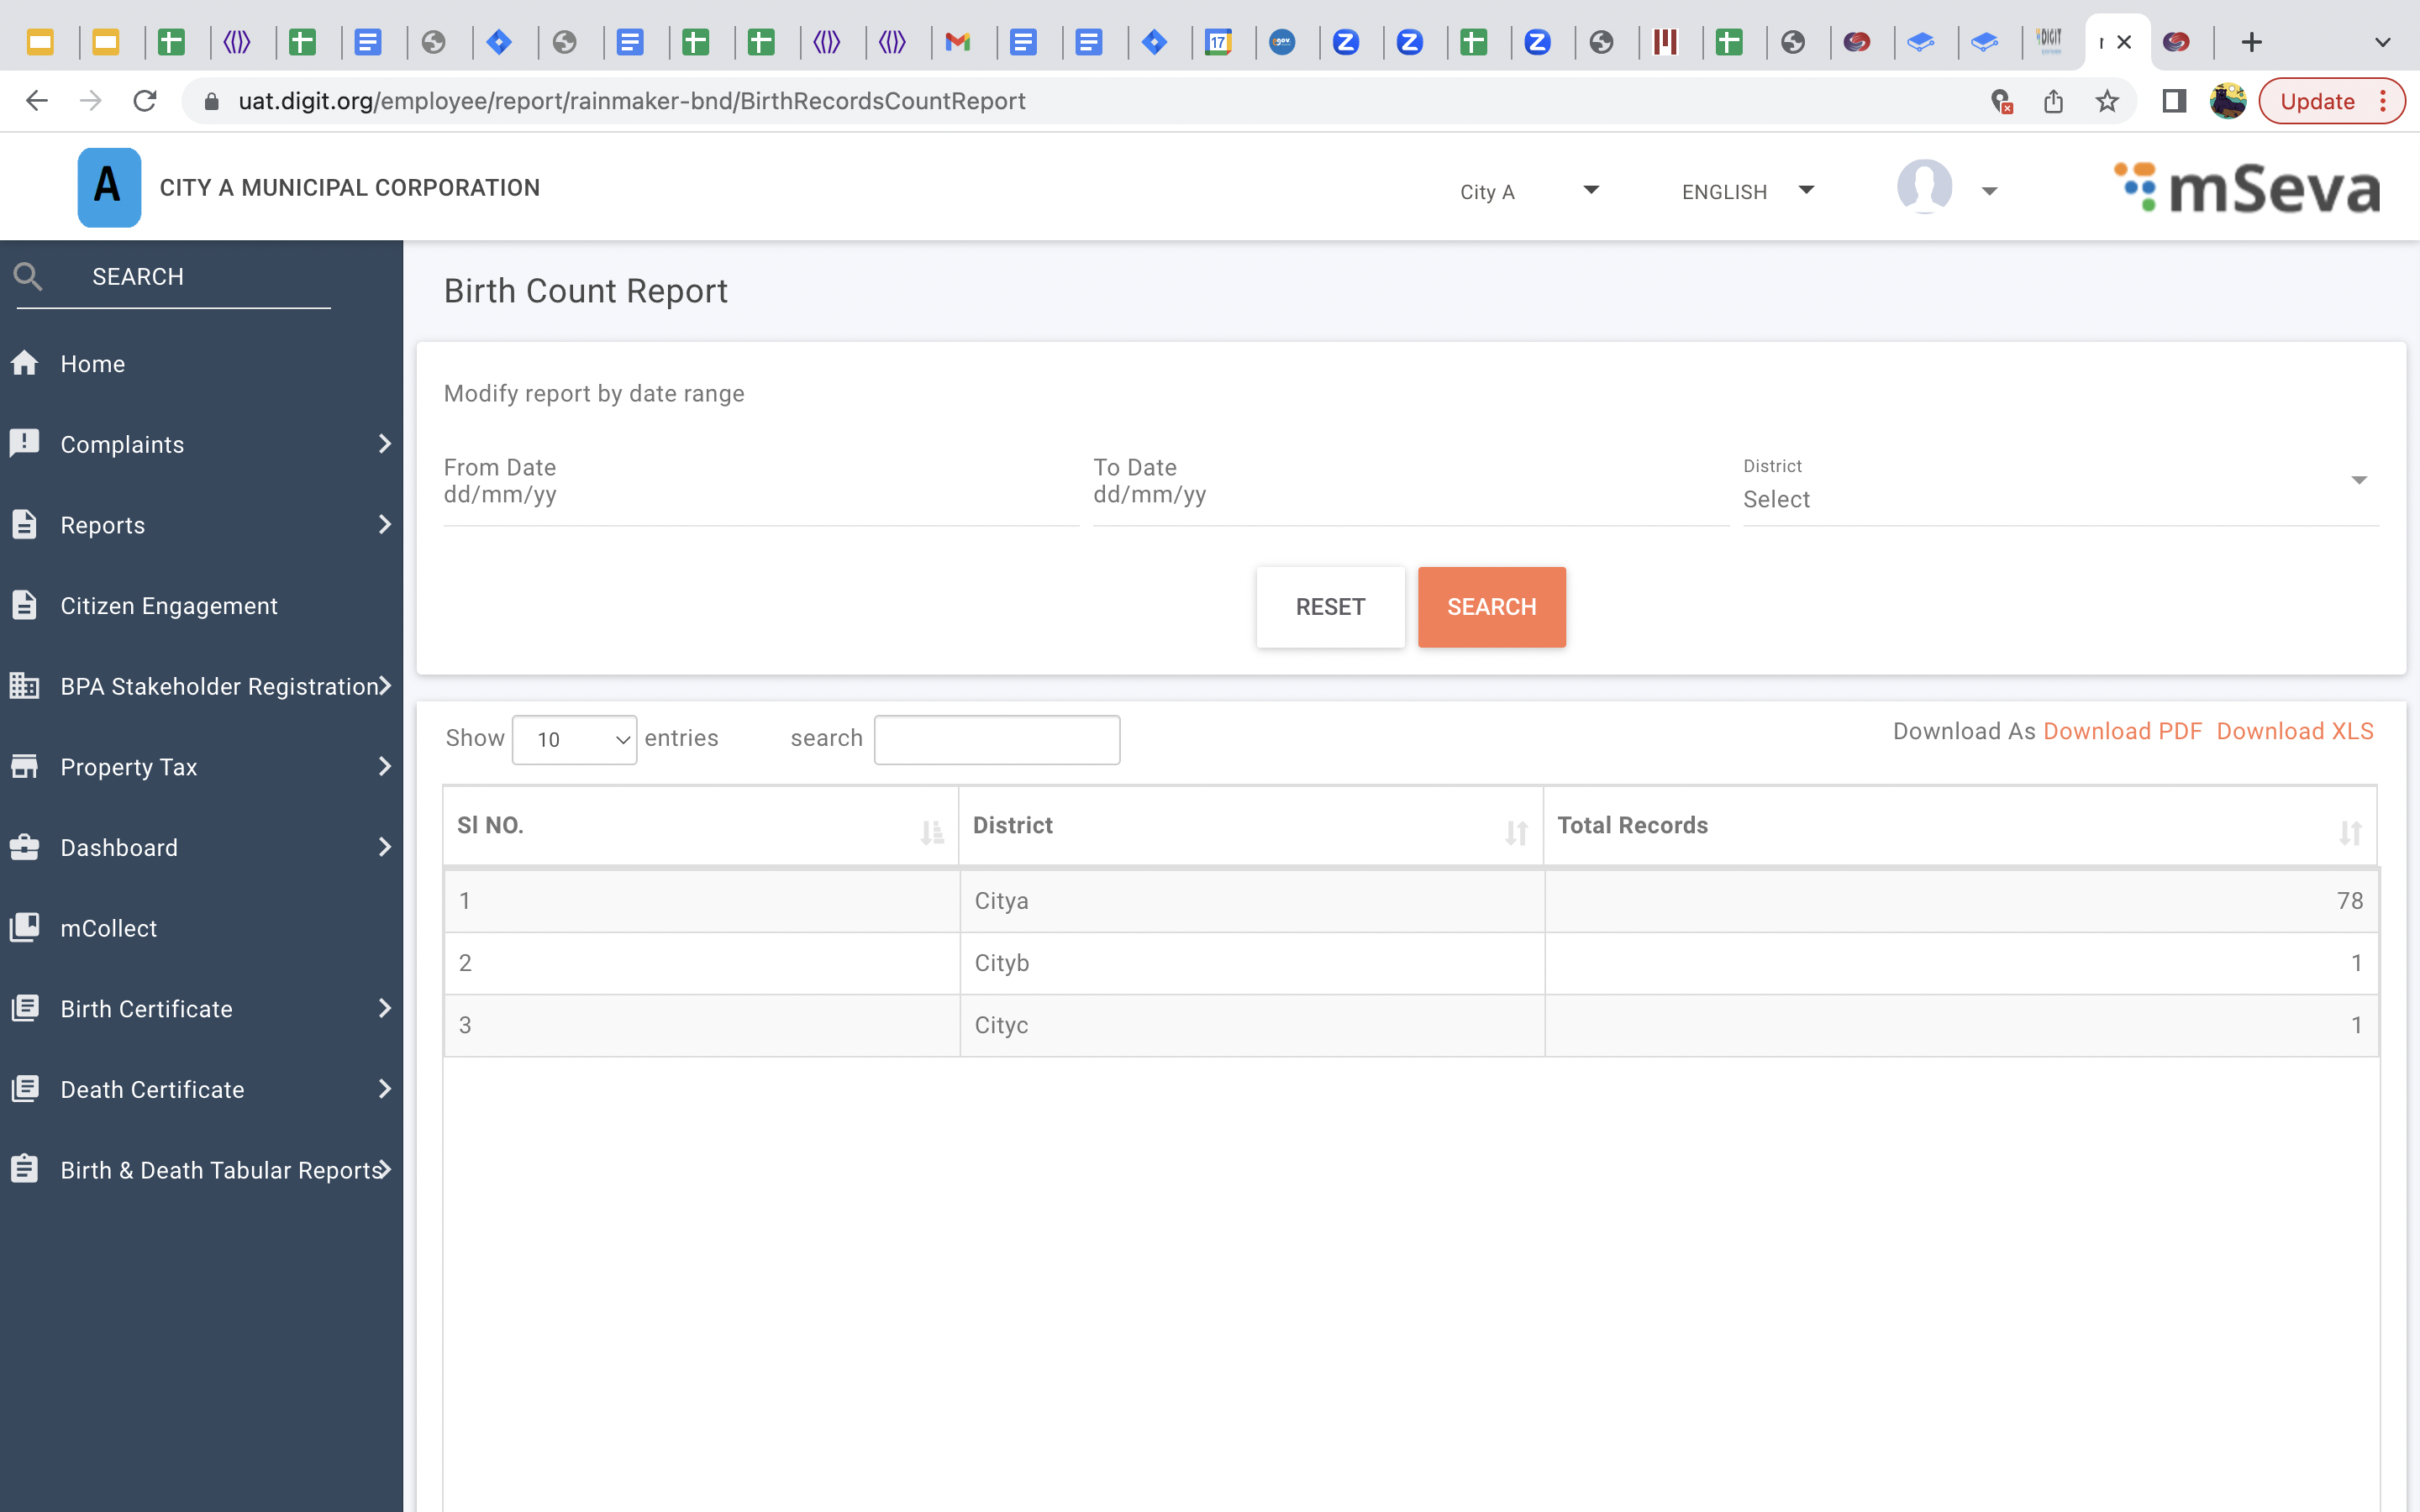 17
gov
DIGIT
uat.digit.org/employee/report/rainmaker-bnd/BirthRecordsCountReport
Update
A
CITY A MUNICIPAL CORPORATION
City A
ENGLISH
mSeva
SEARCH
Home
Complaints
Reports
Citizen Engagement
BPA Stakeholder Registration
Property Tax
Dashboard
mCollect
Birth Certificate
Death Certificate
Birth & Death Tabular Reports
Birth Count Report
Modify report by date range
From Date
dd/mm/yy
To Date
dd/mm/yy
District
Select
RESET
SEARCH
Show 10 entries
search
Download As Download PDF Download XLS
Sl NO. District Total Records
1 Citya 78
2 Cityb 1
3 Cityc 1